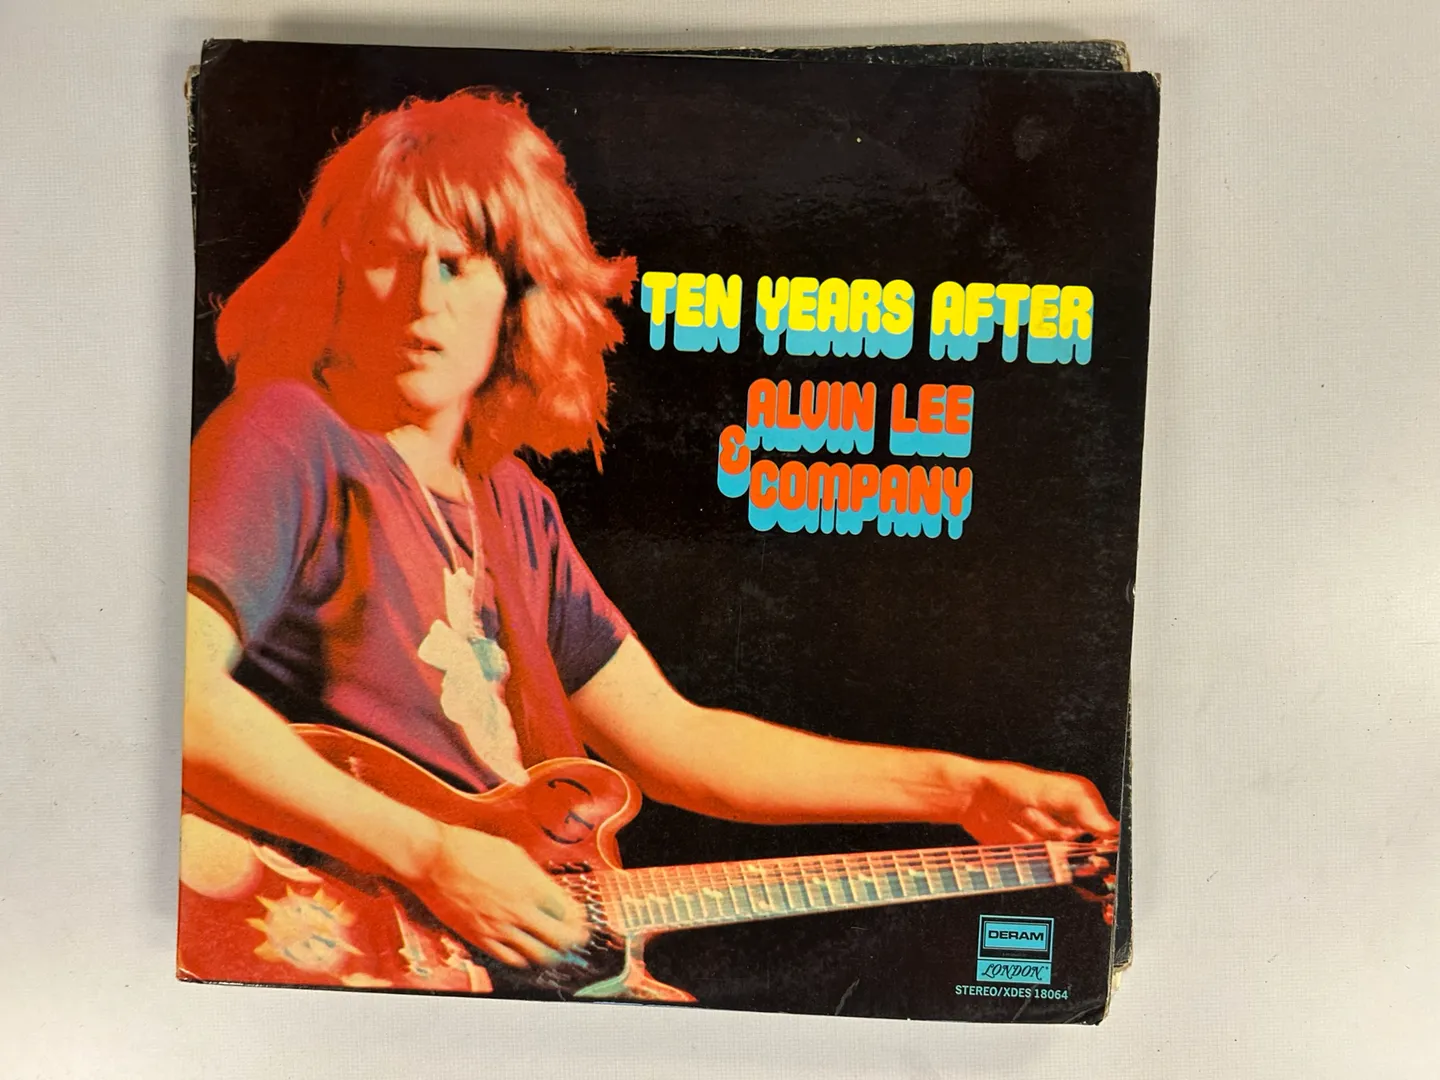 TEN YEARS AFTER
ALVIN LEE
& COMPANY
DERAM
LONDON
STEREO/XDES 18064